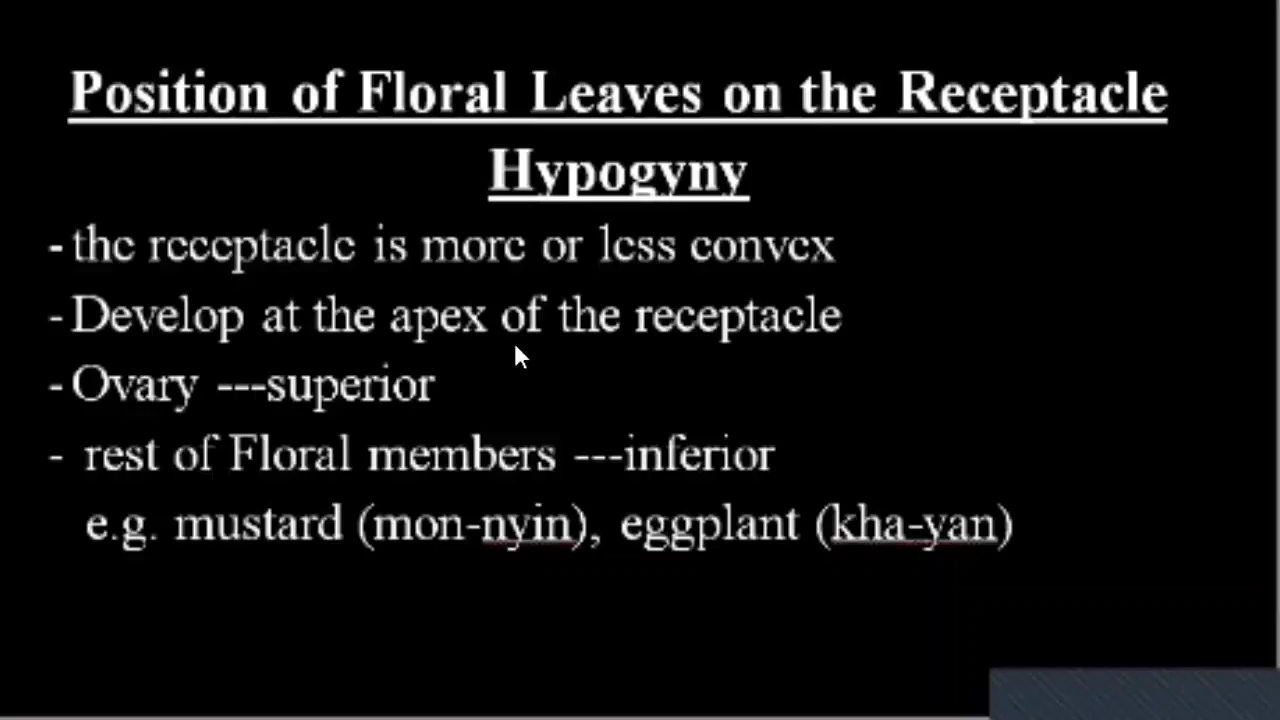 Position of Floral Leaves on the Receptacle
Hypogyny
- the receptacle is more or less convex
- Develop at the apex of the receptacle
- Ovary ---superior
- rest of Floral members ---inferior
e.g. mustard (mon-nyin), eggplant (kha-yan)